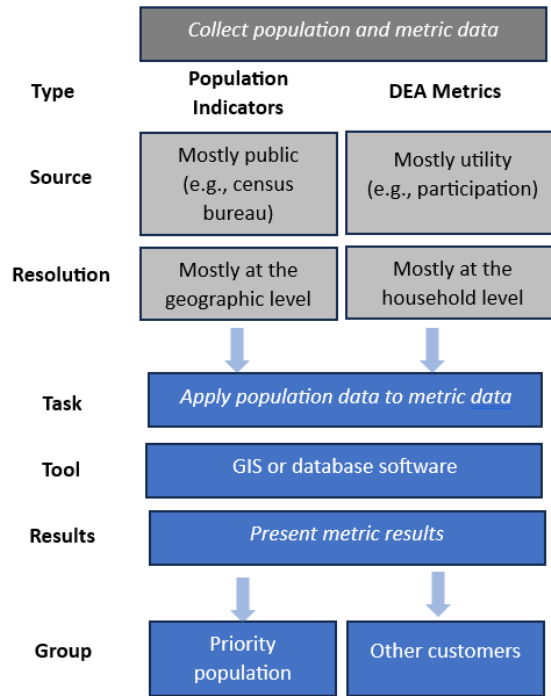 Collect population and metric data
Type
Population
Indicators
DEA Metrics
Source
Mostly public
(e.g., census
bureau)
Mostly utility
(e.g., participation)
Resolution
Mostly at the
geographic level
Mostly at the
household level
Task
Apply population data to metric data
Tool
GIS or database software
Results
Present metric results
Group
Priority
population
Other customers